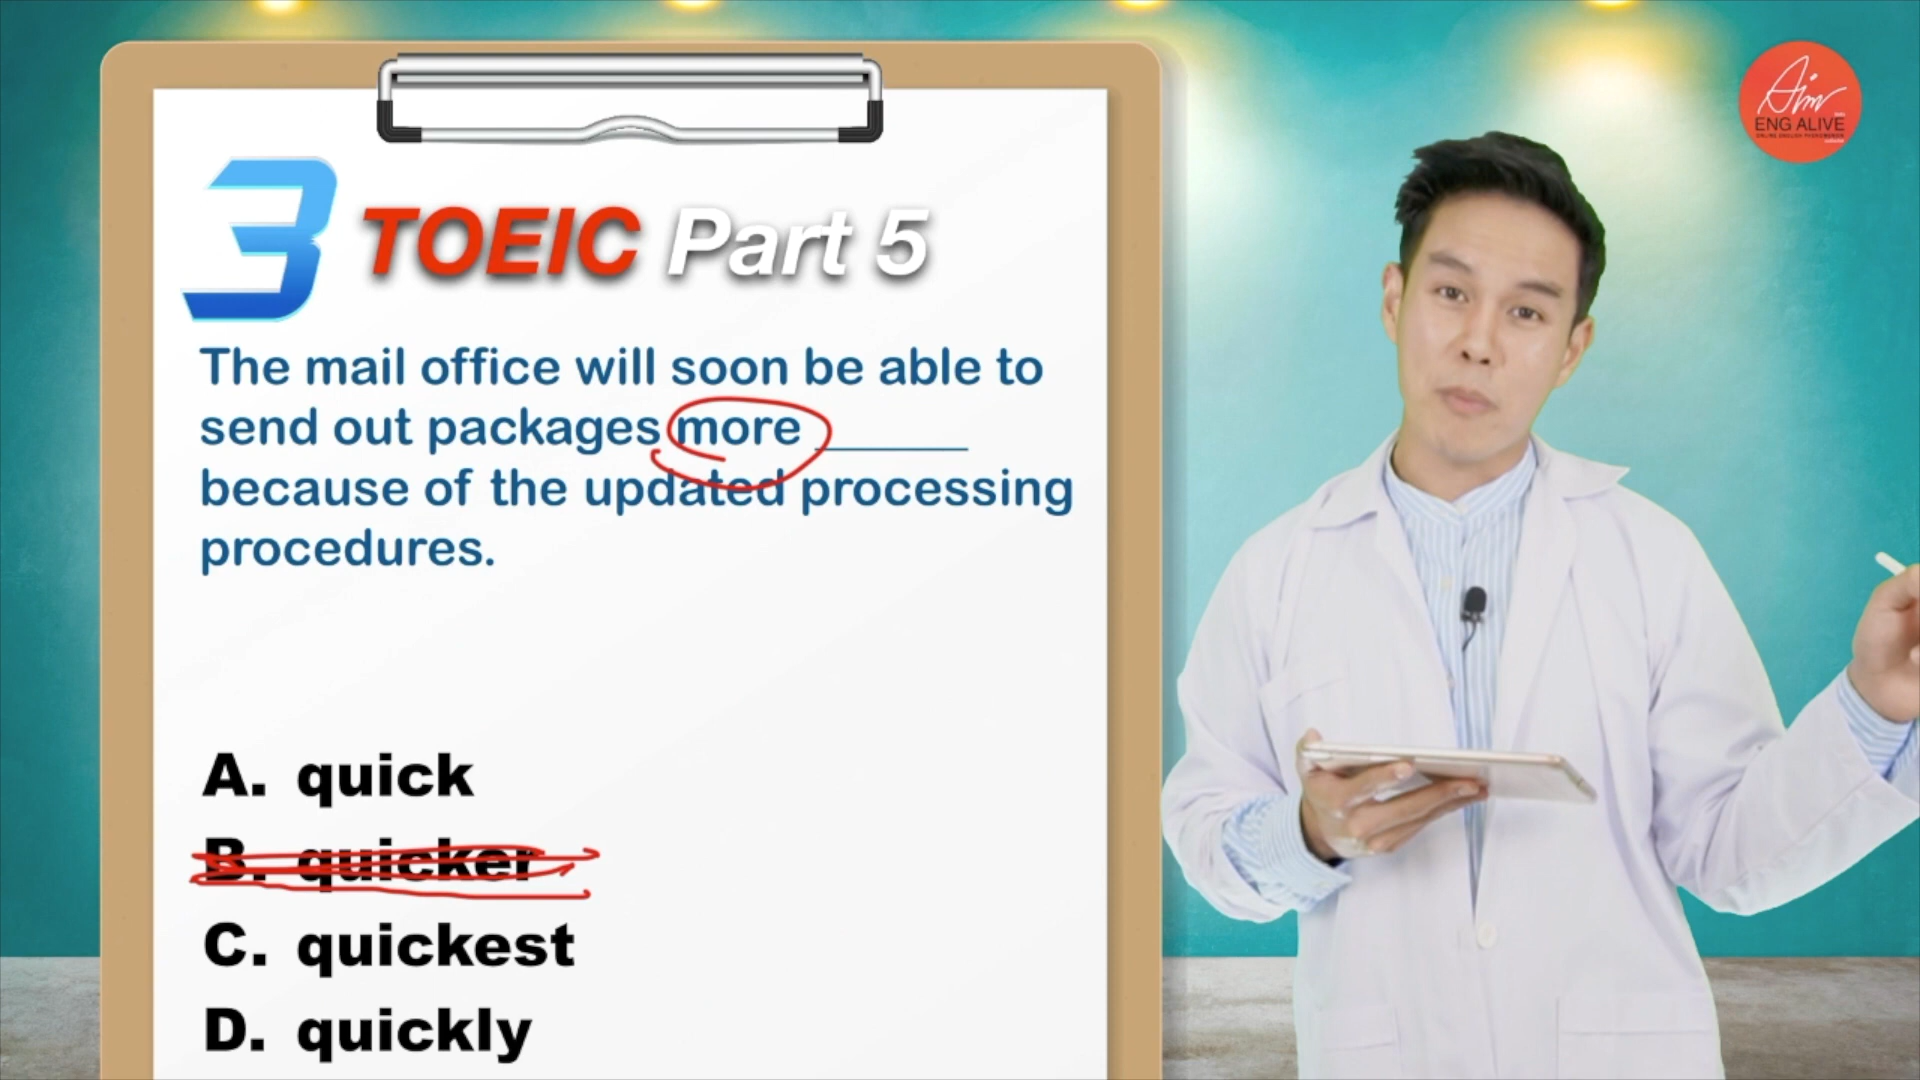 3 TOEIC Part 5
The mail office will soon be able to
send out packages more ______
because of the updated processing
procedures.
A. quick
B. quicker
C. quickest
D. quickly
Aim
ENG ALIVE